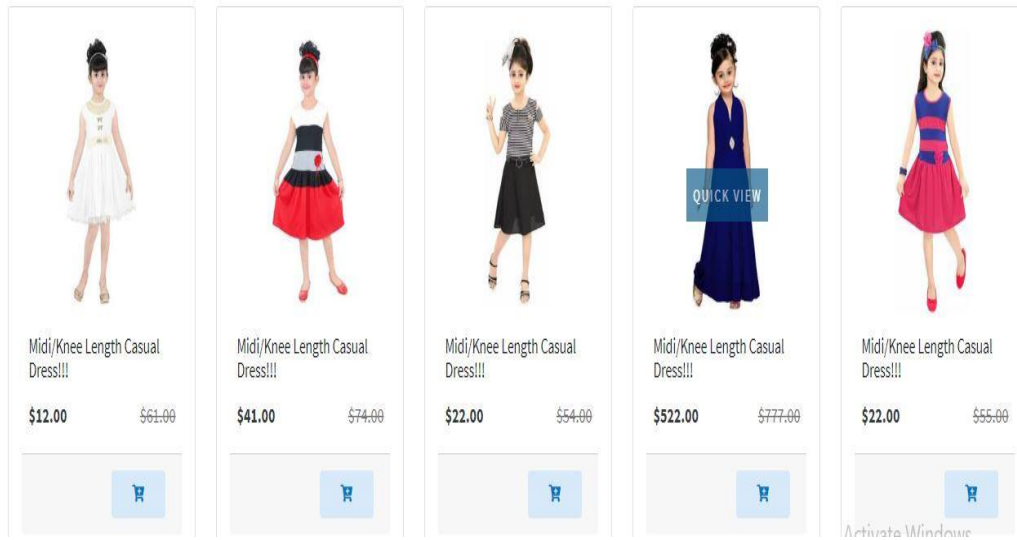 QUICK VIEW
Midi/Knee Length Casual
Dress!!!
$12.00 $61.00
Midi/Knee Length Casual
Dress!!!
$41.00 $74.00
Midi/Knee Length Casual
Dress!!!
$22.00 $54.00
Midi/Knee Length Casual
Dress!!!
$522.00 $777.00
Midi/Knee Length Casual
Dress!!!
$22.00 $55.00
Activate Windows